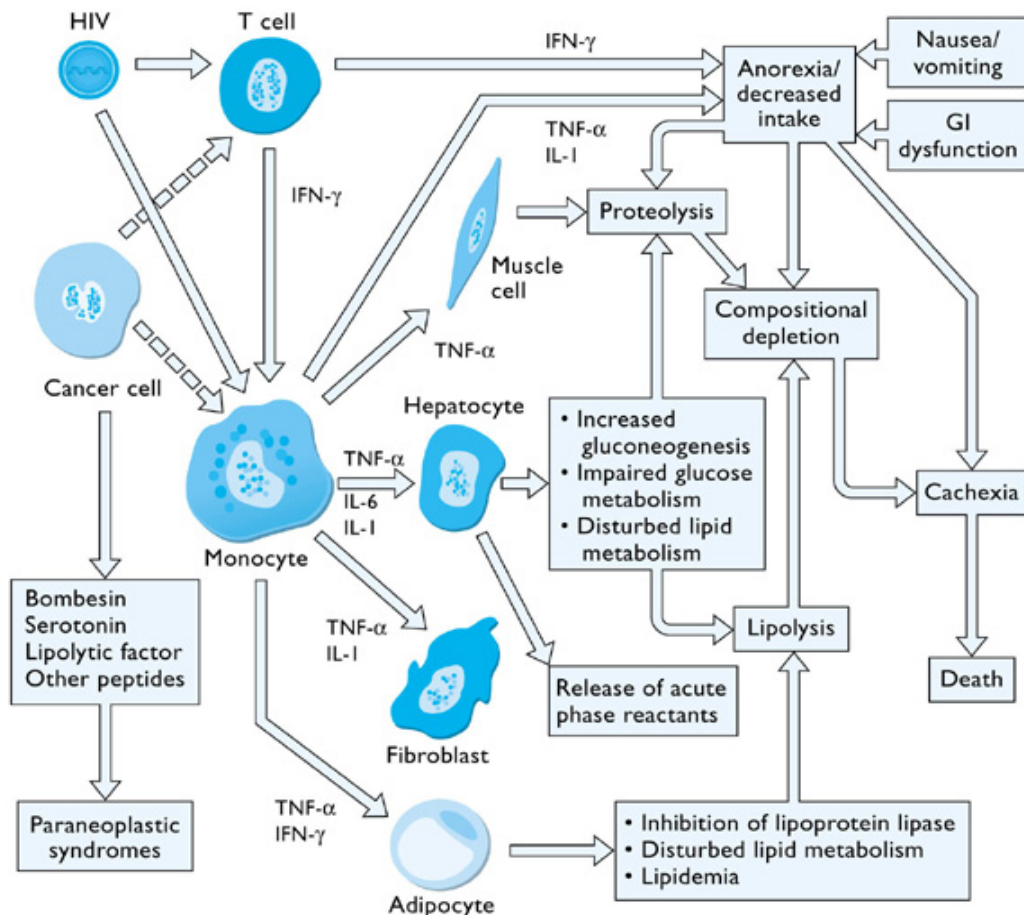 HIV
T cell
IFN-γ
Nausea/
vomiting
Anorexia/
decreased
intake
GI
dysfunction
TNF-α
IL-1
IFN-γ
Proteolysis
Muscle
cell
Compositional
depletion
TNF-α
Cancer cell
Hepatocyte
• Increased
gluconeogenesis
• Impaired glucose
metabolism
• Disturbed lipid
metabolism
TNF-α
IL-6
IL-1
Cachexia
Monocyte
Bombesin
Serotonin
Lipolytic factor
Other peptides
TNF-α
IL-1
Lipolysis
Death
Release of acute
phase reactants
Fibroblast
Paraneoplastic
syndromes
TNF-α
IFN-γ
• Inhibition of lipoprotein lipase
• Disturbed lipid metabolism
• Lipidemia
Adipocyte